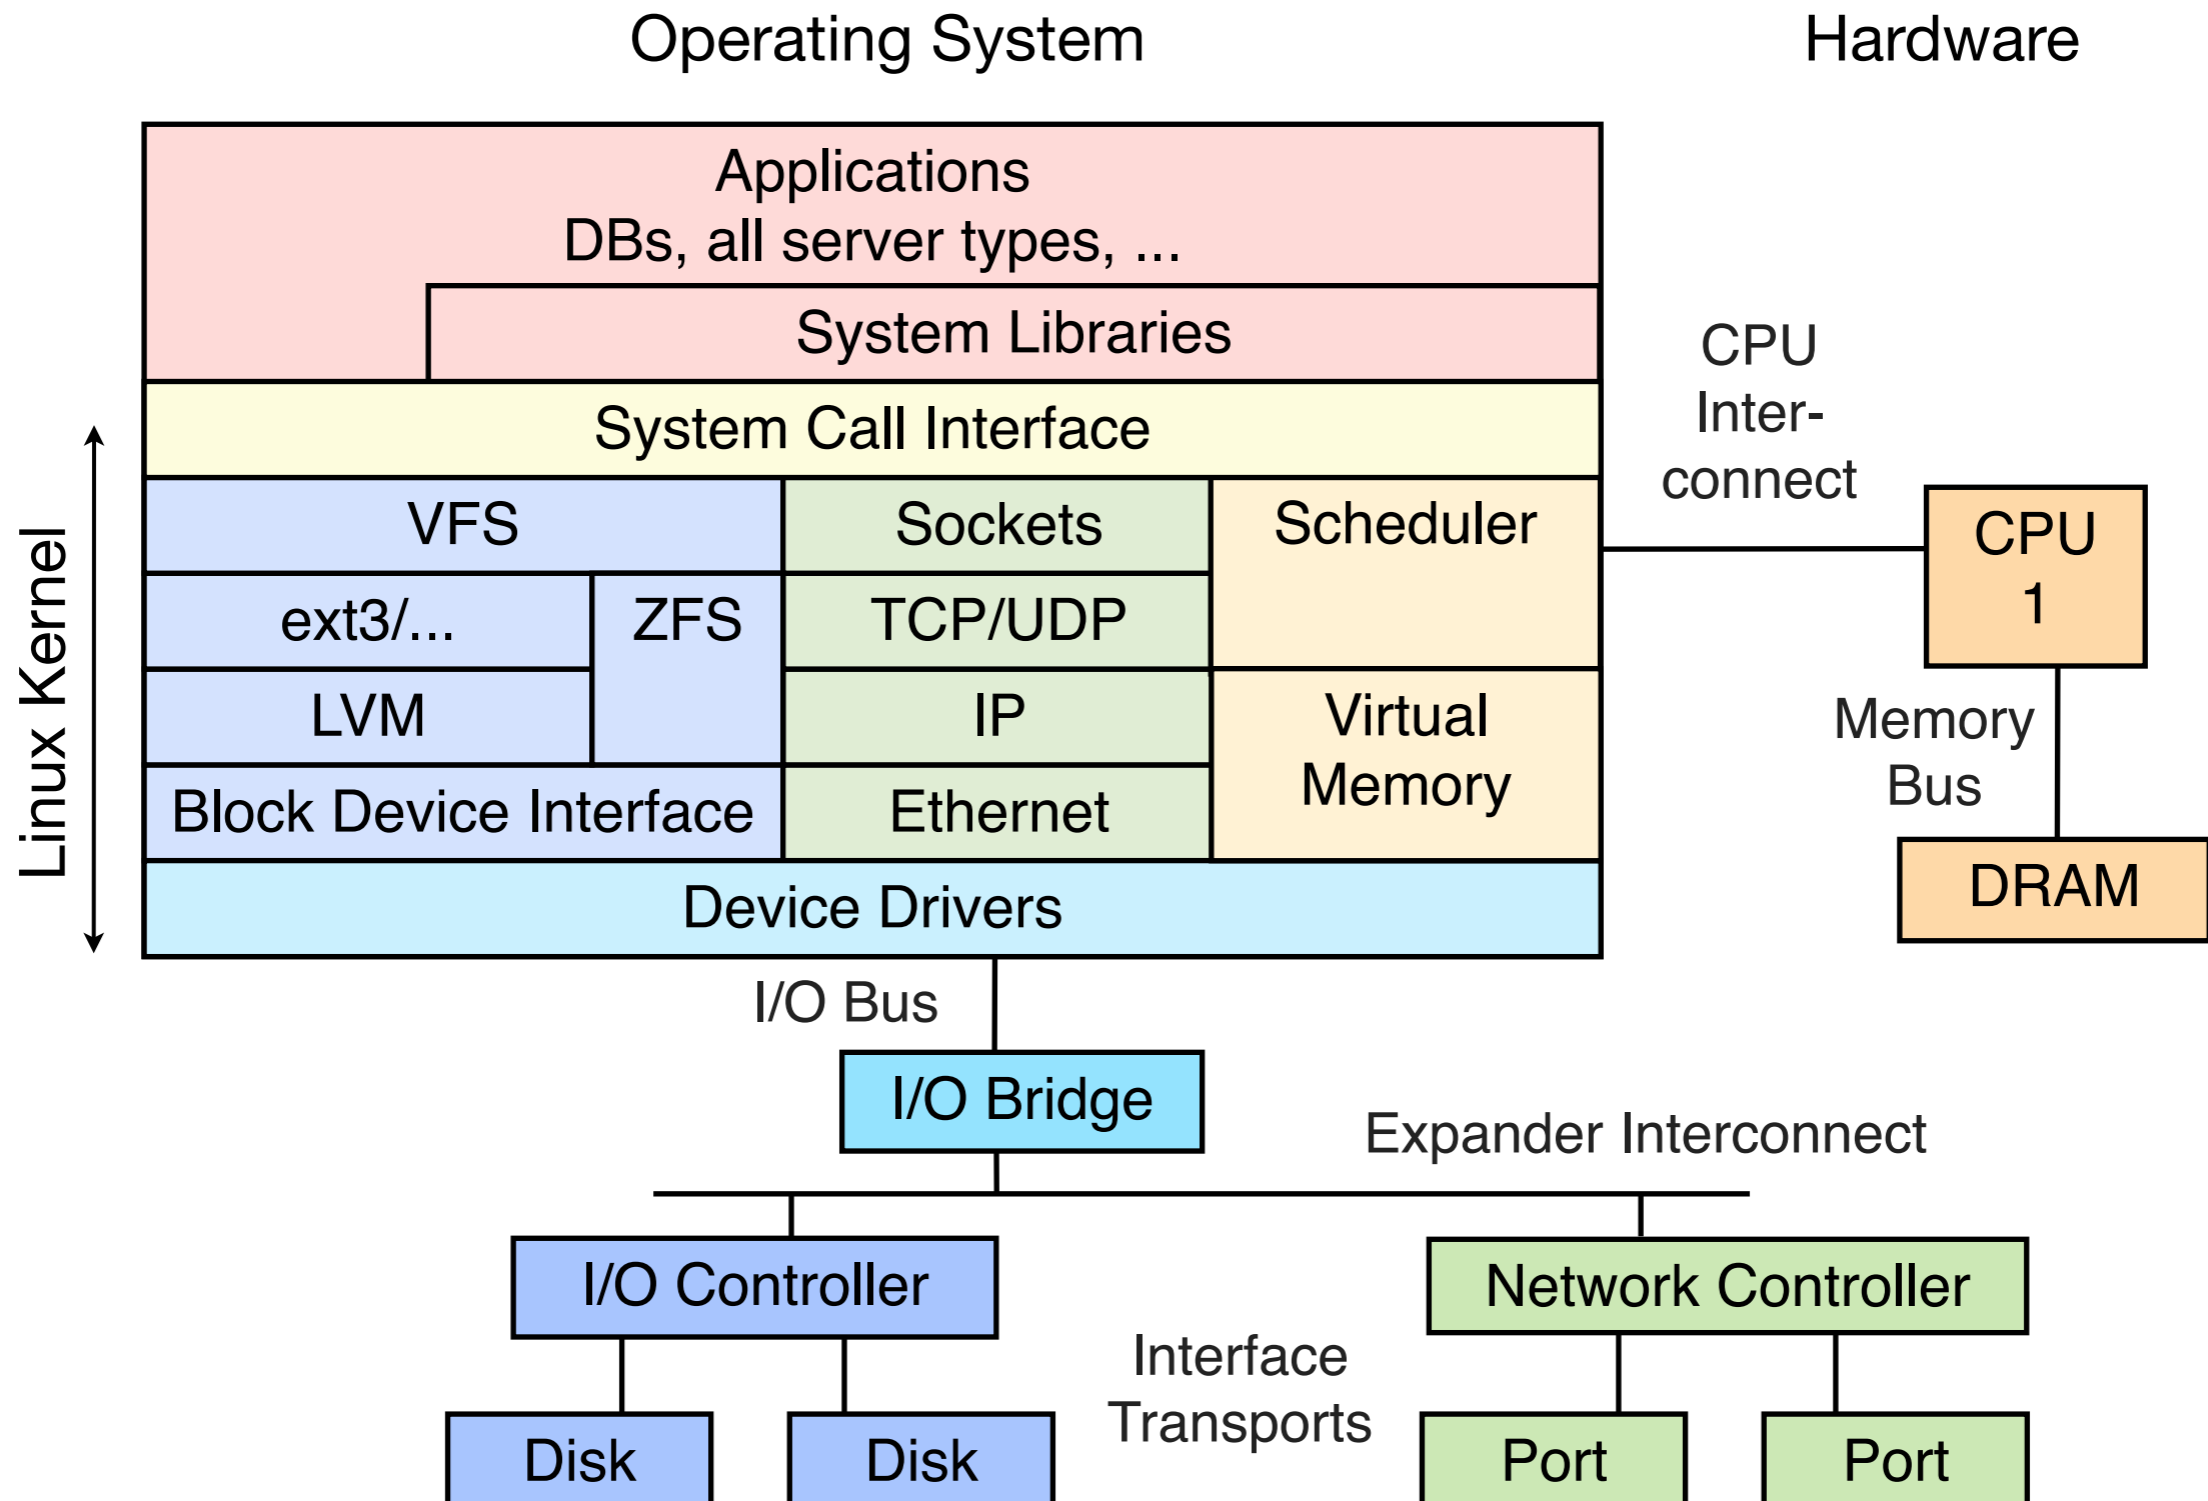 Operating System
Hardware
Applications
DBs, all server types, ...
System Libraries
System Call Interface
Linux Kernel
VFS
Sockets
Scheduler
ext3/...
ZFS
TCP/UDP
LVM
IP
Virtual
Memory
Block Device Interface
Ethernet
Device Drivers
CPU
Inter-
connect
CPU
1
Memory
Bus
DRAM
I/O Bus
I/O Bridge
Expander Interconnect
I/O Controller
Network Controller
Interface
Transports
Disk
Disk
Port
Port